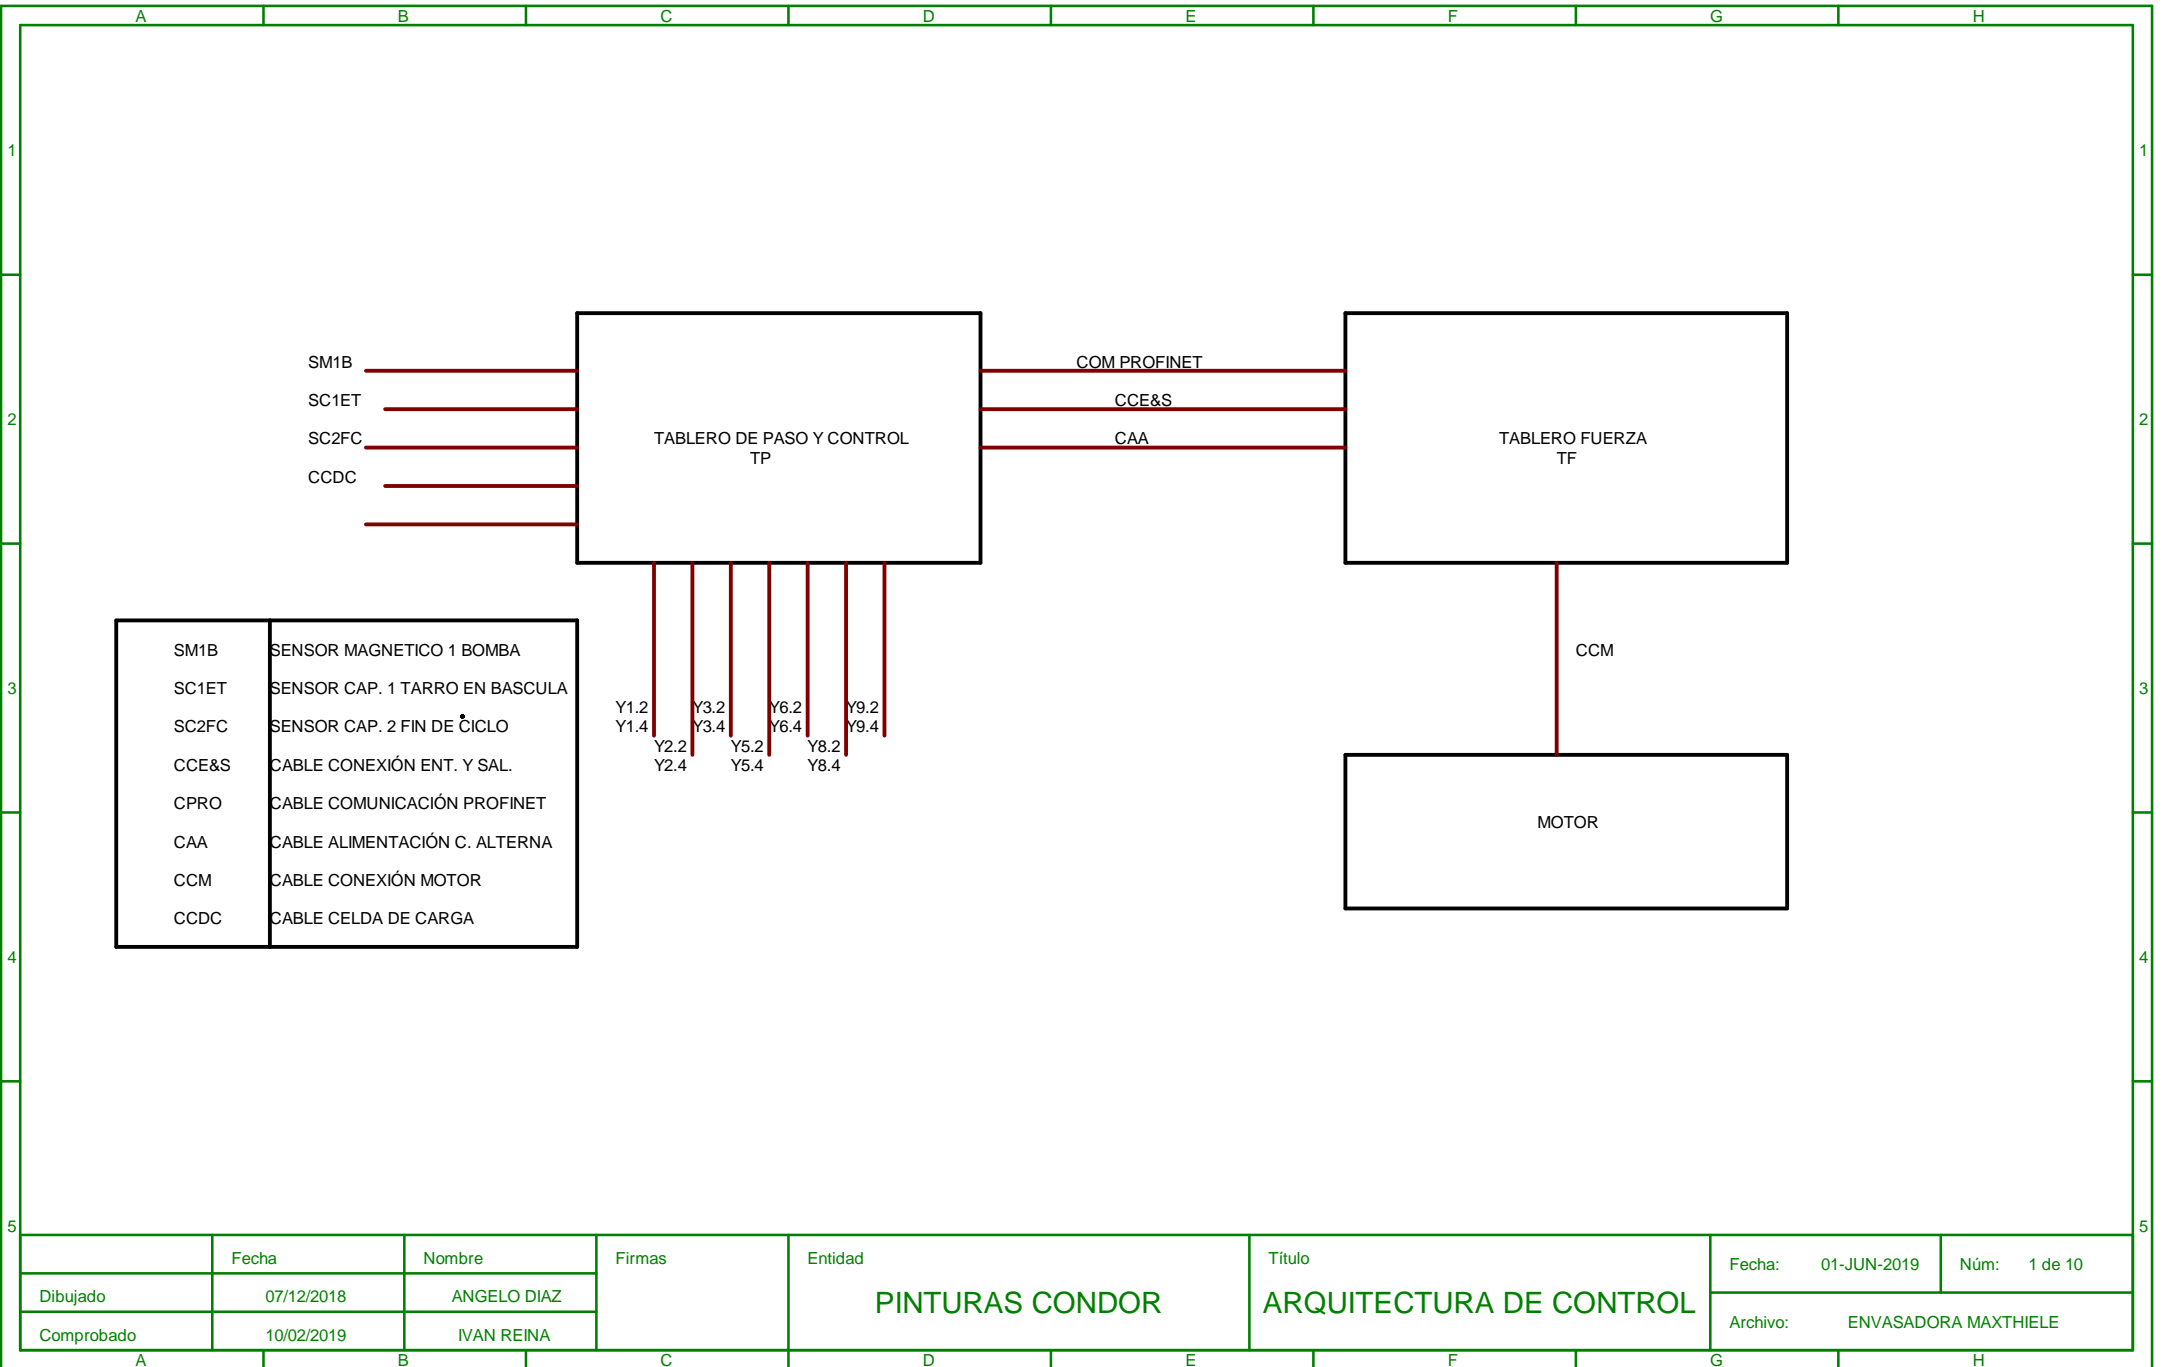 A B C D E F G H
1 1
SM1B COM PROFINET
SC1ET CCE&S
2 2
SC2FC TABLERO DE PASO Y CONTROL CAA TABLERO FUERZA
TP TF
CCDC
SM1B SENSOR MAGNETICO 1 BOMBA CCM
3 SC1ET SENSOR CAP. 1 TARRO EN BASCULA 3
Y1.2 Y3.2 Y6.2 Y9.2
SC2FC SENSOR CAP. 2 FIN DE CICLO Y1.4 Y3.4 Y6.4 Y9.4
Y2.2 Y5.2 Y8.2
CCE&S CABLE CONEXIÓN ENT. Y SAL. Y2.4 Y5.4 Y8.4
CPRO CABLE COMUNICACIÓN PROFINET
MOTOR
CAA CABLE ALIMENTACIÓN C. ALTERNA
CCM CABLE CONEXIÓN MOTOR
CCDC CABLE CELDA DE CARGA
4 4
5 5
Fecha Nombre Firmas Entidad Título Fecha: 01-JUN-2019 Núm: 1 de 10
Dibujado 07/12/2018 ANGELO DIAZ PINTURAS CONDOR ARQUITECTURA DE CONTROL
Comprobado 10/02/2019 IVAN REINA Archivo: ENVASADORA MAXTHIELE
A B C D E F G H